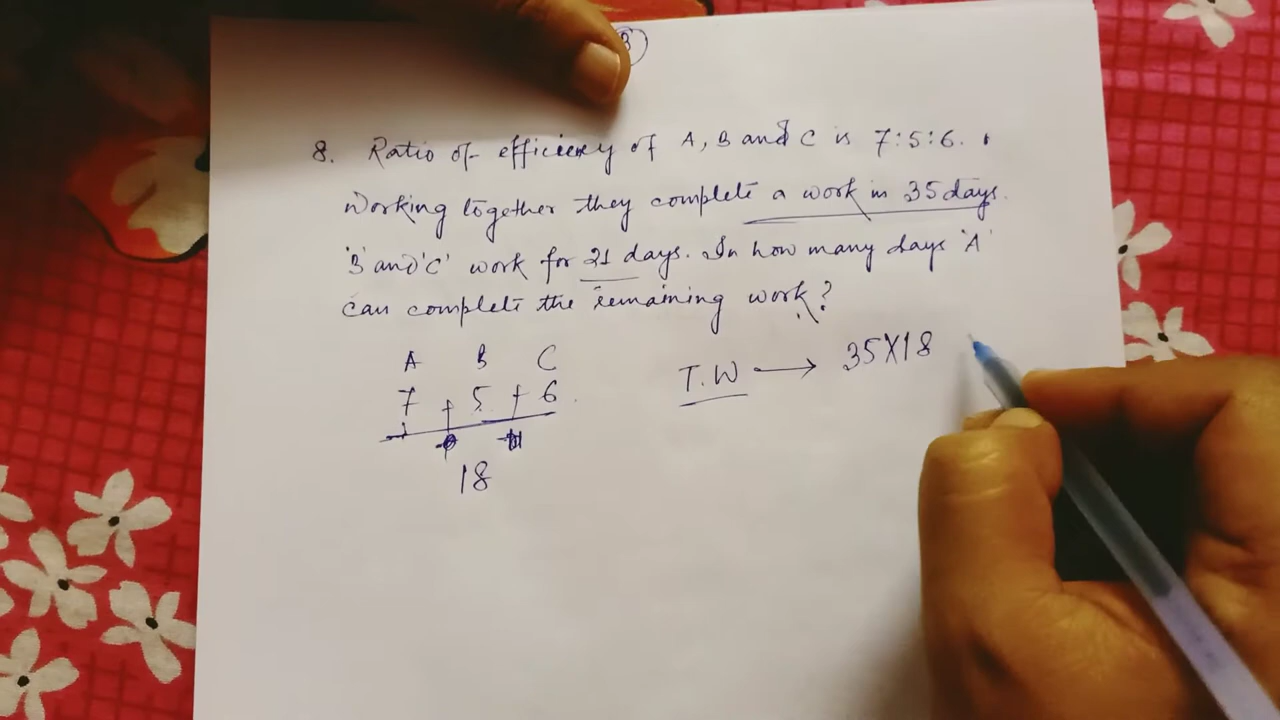 3
8. Ratio of efficiency of A, B and C is 7:5:6.
Working together they complete a work in 35 days.
'B' and 'C' work for 21 days. In how many days 'A'
can complete the remaining work?
A B C
7 + 5 + 6
18
T.W → 35X18